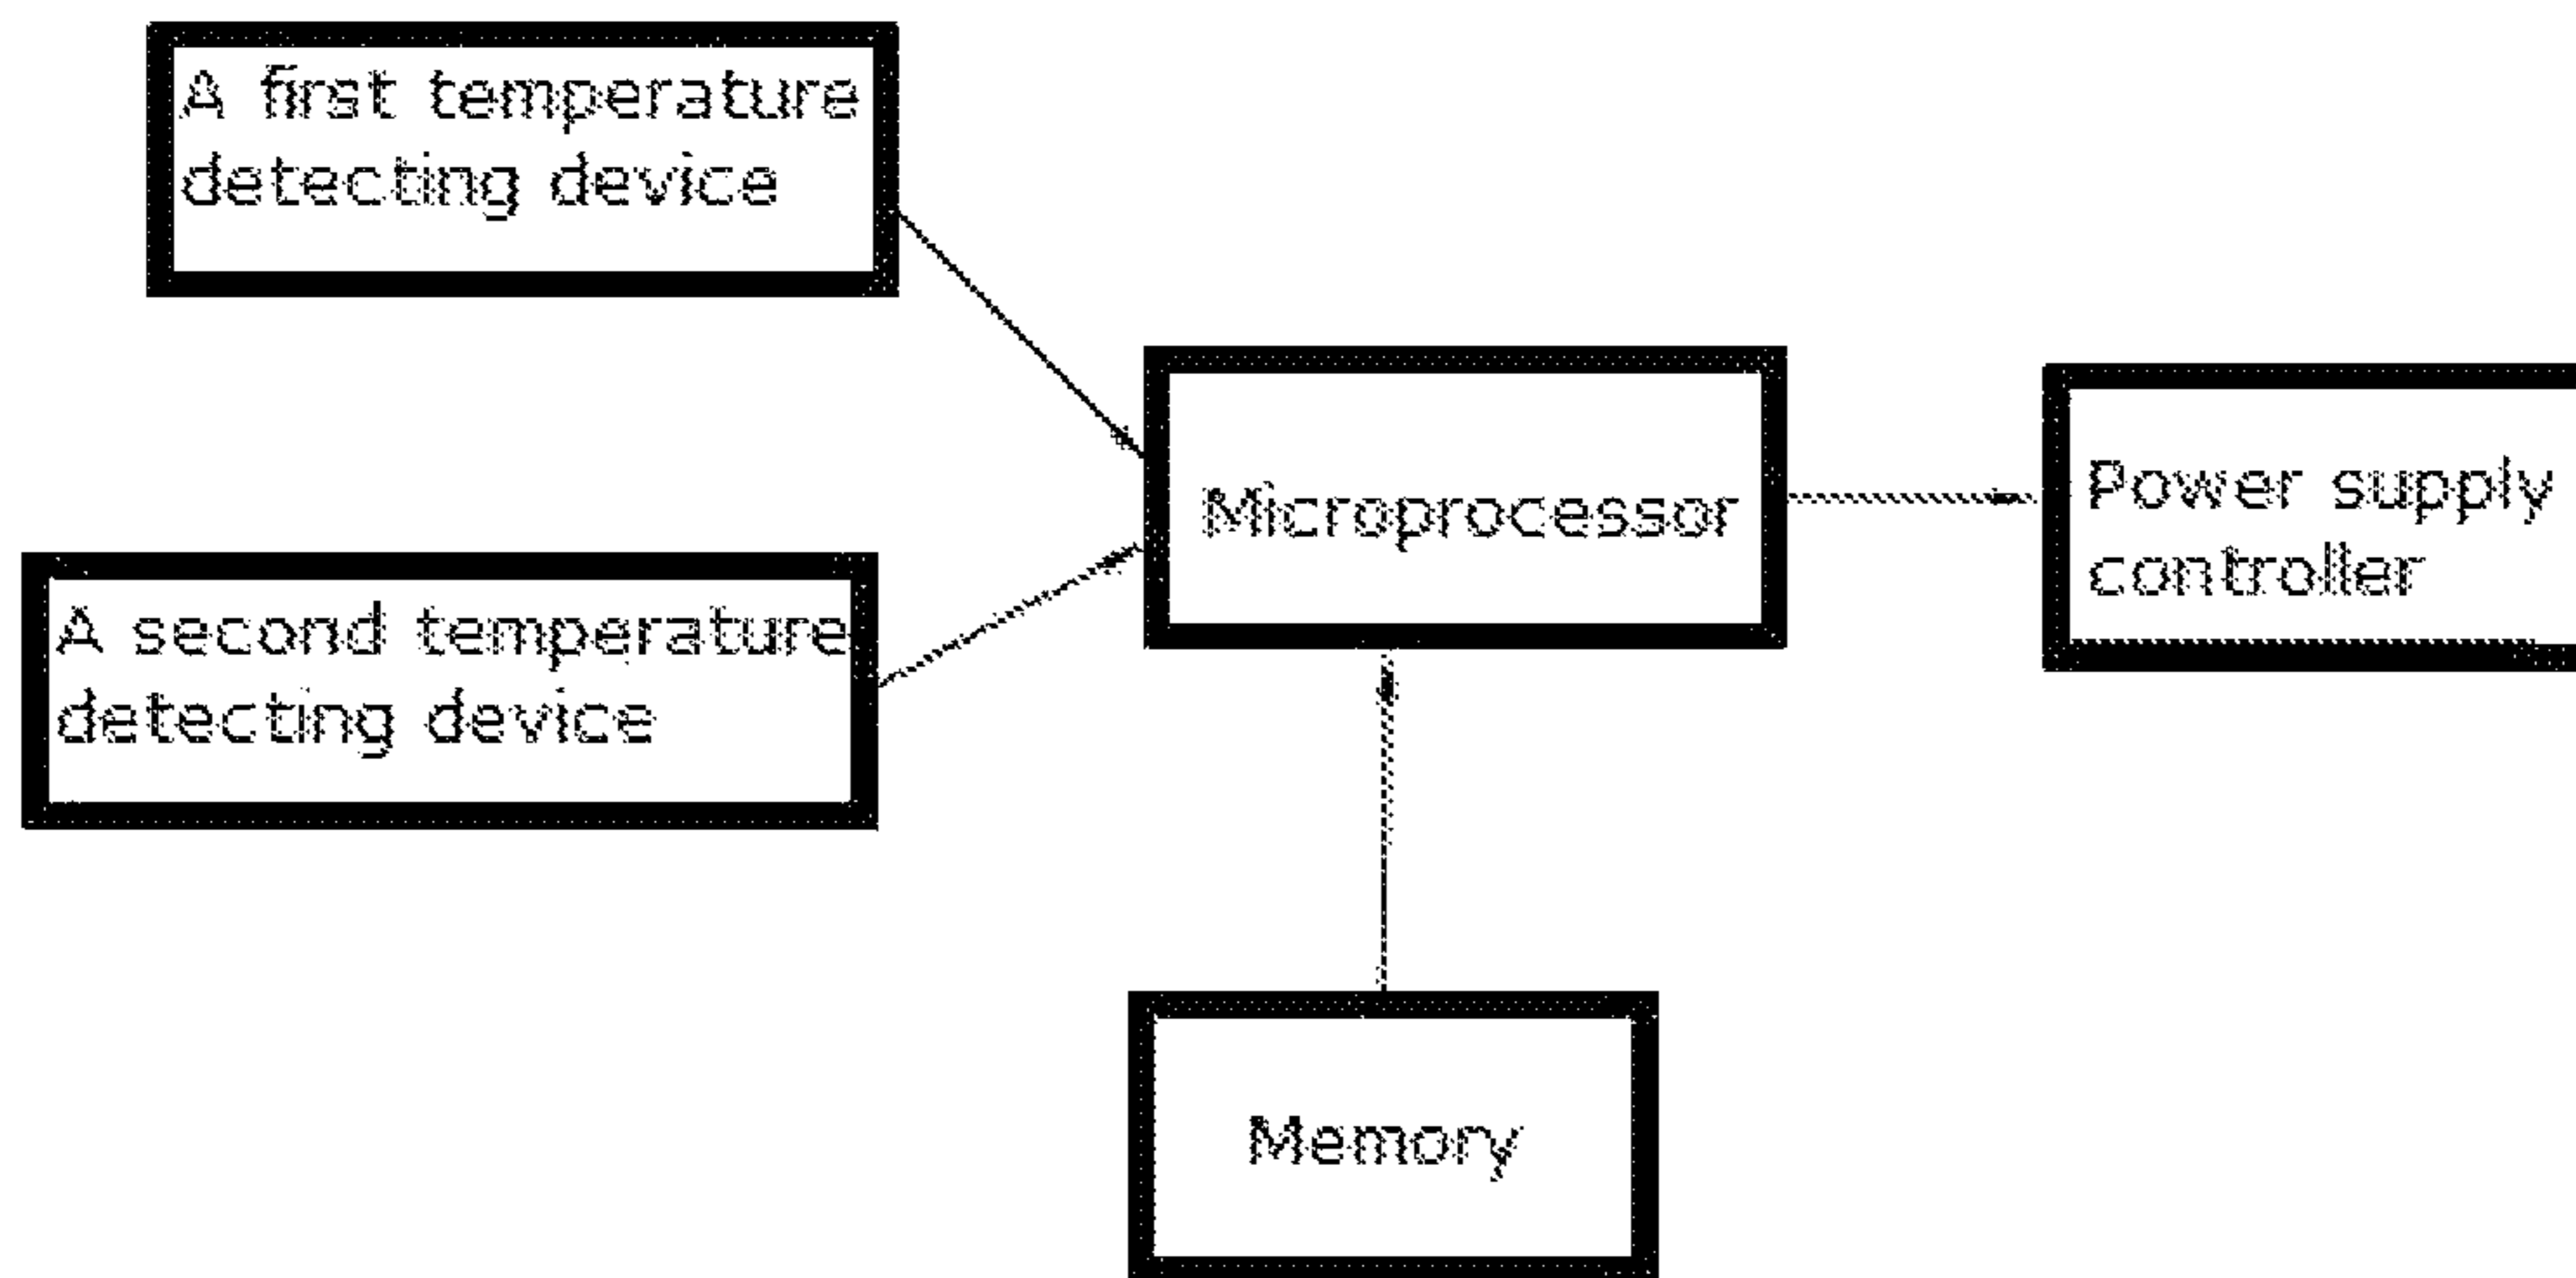 A first temperature
detecting device
Microprocessor
Power supply
controller
A second temperature
detecting device
Memory